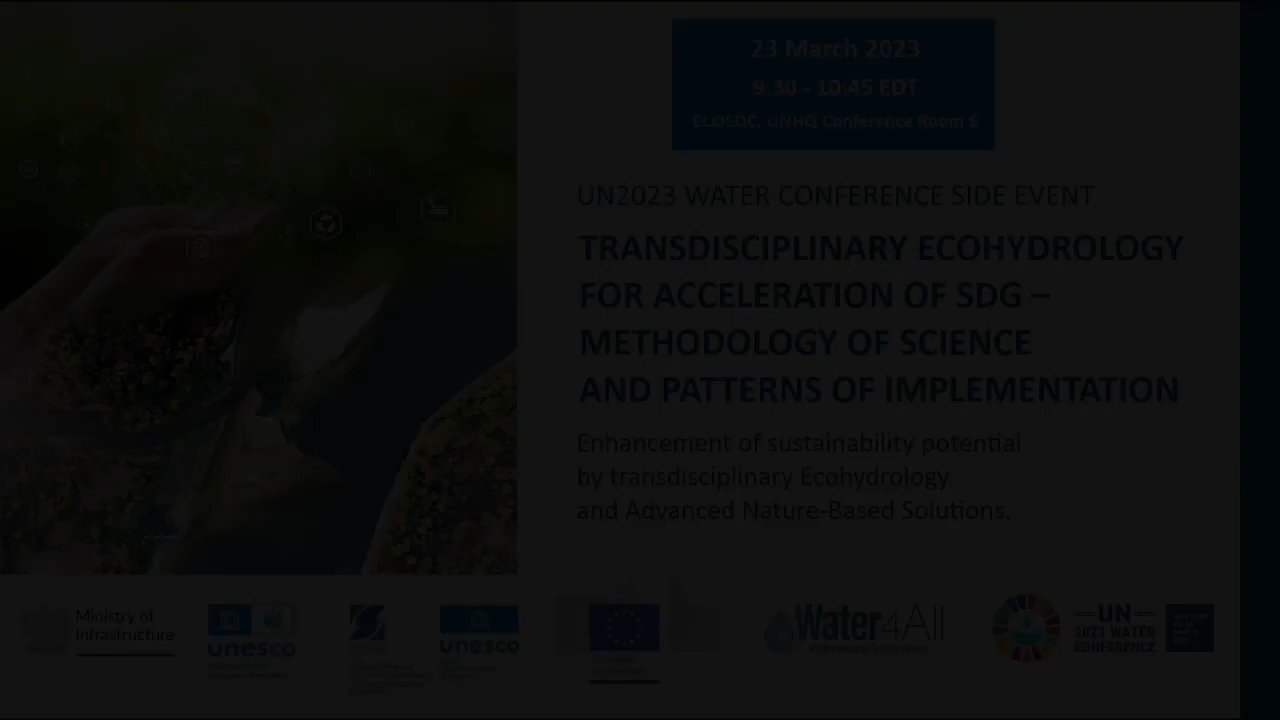 23 March 2023
9:30 - 10:45 EDT
ECOSOC, UNHQ, Conference Room 6
UN2023 WATER CONFERENCE SIDE EVENT
TRANSDISCIPLINARY ECOHYDROLOGY
FOR ACCELERATION OF SDG –
METHODOLOGY OF SCIENCE
AND PATTERNS OF IMPLEMENTATION
Enhancement of sustainability potential
by transdisciplinary Ecohydrology
and Advanced Nature-Based Solutions.
Ministry of
Infrastructure
unesco
unesco
Water4All
UN
2023 WATER
CONFERENCE